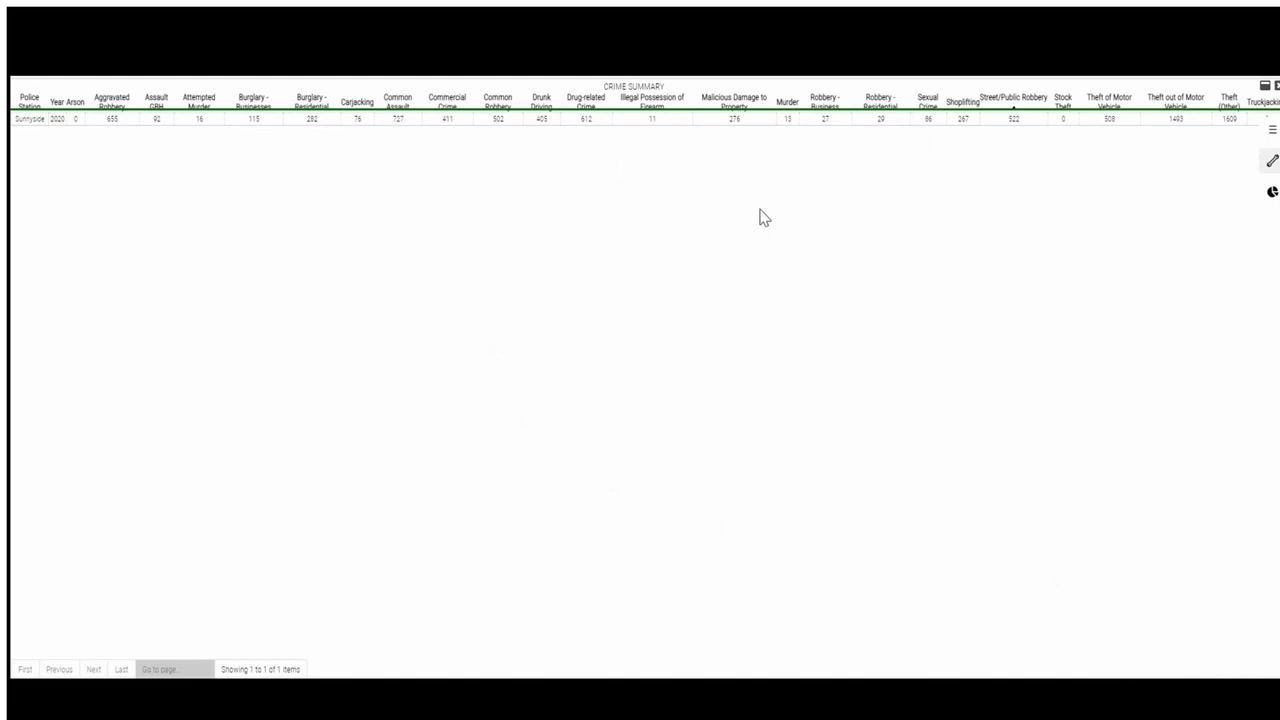 CRIME SUMMARY
Police Station Year Arson Aggravated Robbery Assault GBH Attempted Murder Burglary - Businesses Burglary - Residential Carjacking Common Assault Commercial Crime Common Robbery Drunk Driving Drug-related Crime Illegal Possession of Firearm Malicious Damage to Property Murder Robbery - Business Robbery - Residential Sexual Crime Shoplifting Street/Public Robbery Stock Theft Theft of Motor Vehicle Theft out of Motor Vehicle Theft (Other) Truckjackin
Sunnyside 2020 0 655 92 16 115 282 76 727 411 502 405 612 11 276 13 27 29 86 267 522 0 508 1493 1609
First Previous Next Last Go to page... Showing 1 to 1 of 1 items